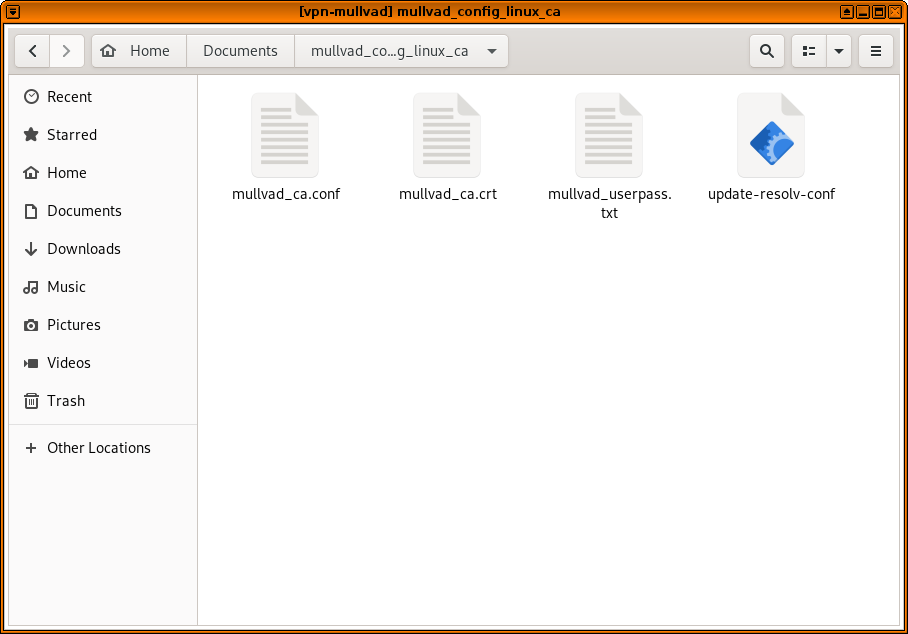 [vpn-mullvad] mullvad_config_linux_ca
Home
Documents
mullvad_co…g_linux_ca
Recent
Starred
Home
Documents
Downloads
Music
Pictures
Videos
Trash
Other Locations
mullvad_ca.conf
mullvad_ca.crt
mullvad_userpass.
txt
update-resolv-conf